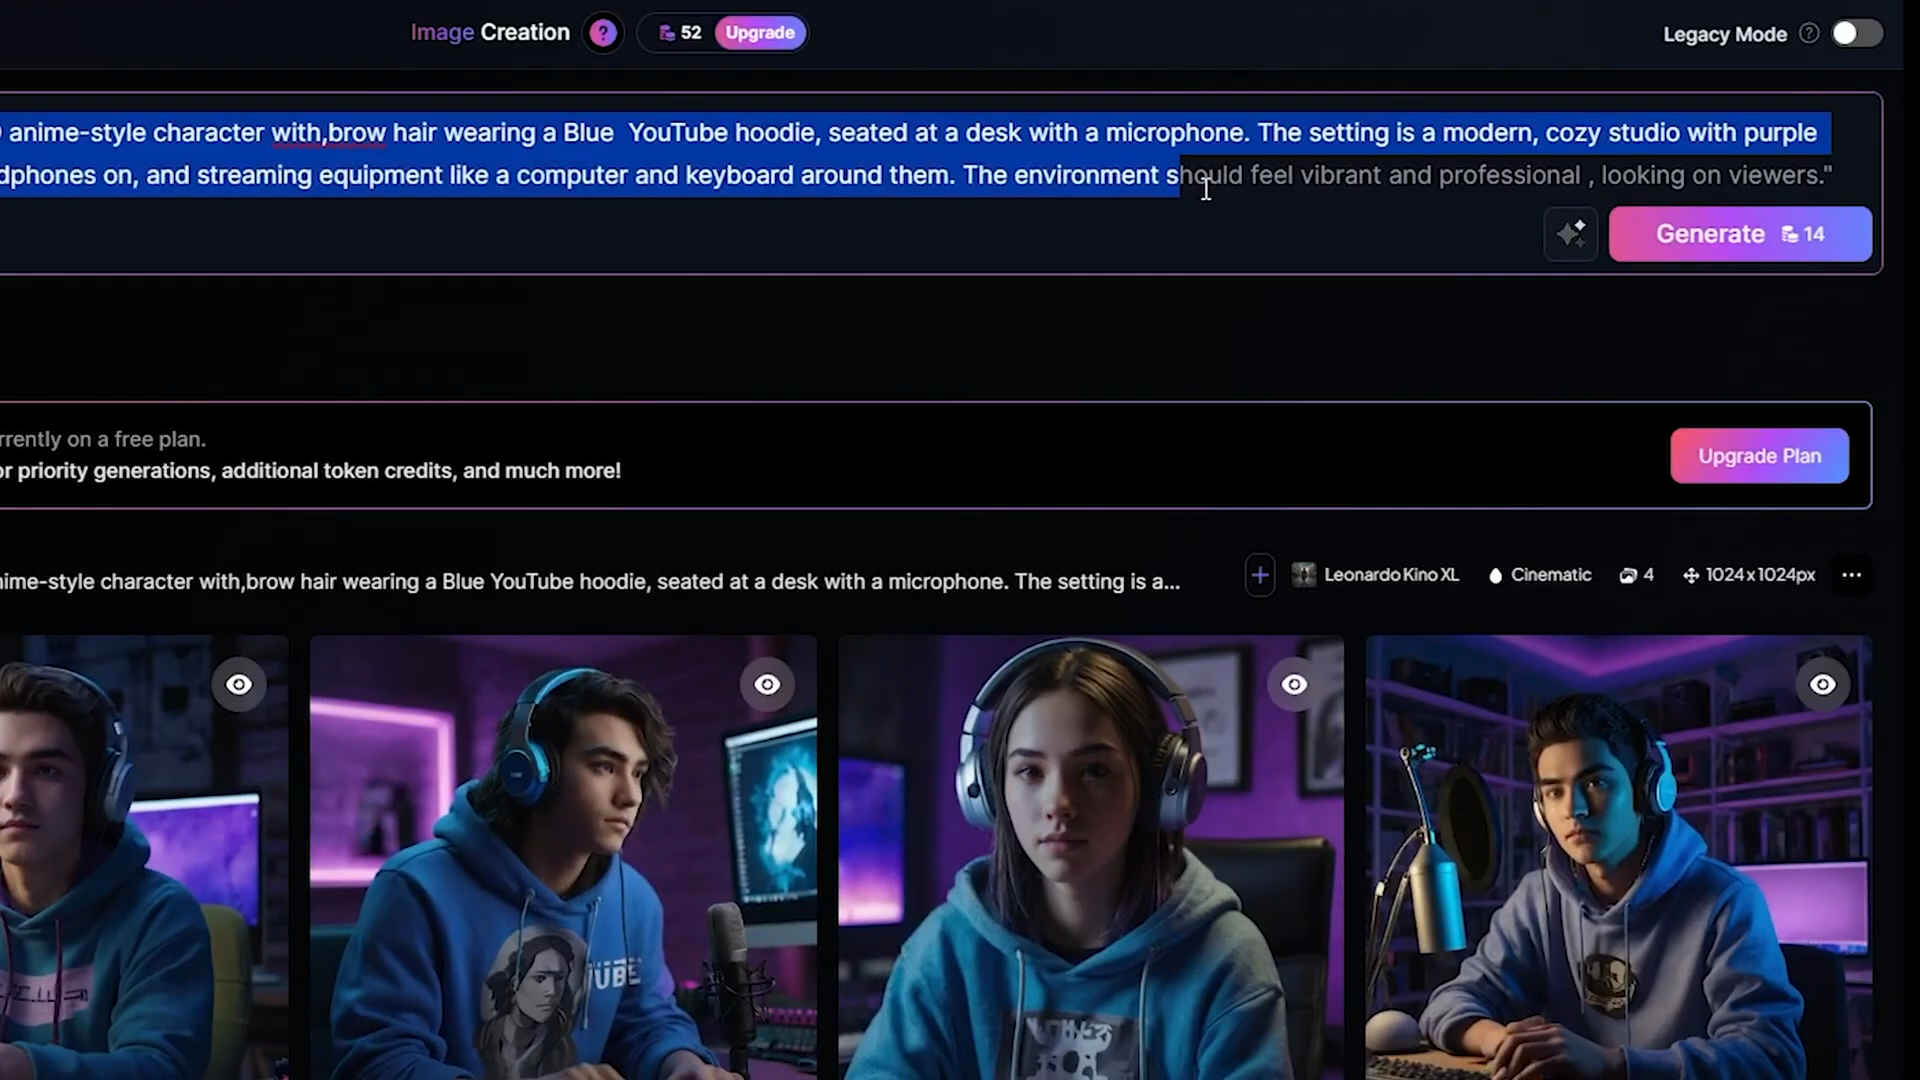 Image Creation ? 52 Upgrade Legacy Mode ?
anime-style character with,brow hair wearing a Blue  YouTube hoodie, seated at a desk with a microphone. The setting is a modern, cozy studio with purple
dphones on, and streaming equipment like a computer and keyboard around them. The environment should feel vibrant and professional , looking on viewers."
Generate 14
rrently on a free plan.
or priority generations, additional token credits, and much more!
Upgrade Plan
nime-style character with,brow hair wearing a Blue YouTube hoodie, seated at a desk with a microphone. The setting is a...
Leonardo Kino XL Cinematic 4 1024x1024px
UBE